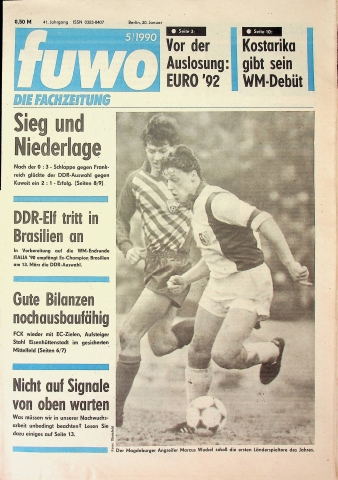 0,50 M
41. Jahrgang ISSN 0323-8407
Berlin, 30. Januar
5/1990
fuwo
DIE FACHZEITUNG
Seite 3:
Vor der
Auslosung:
EURO '92
Seite 10:
Kostarika
gibt sein
WM-Debüt
Sieg und
Niederlage
Nach der 0 : 3 - Schlappe gegen Frank-
reich glückte der DDR-Auswahl gegen
Kuweit ein 2 : 1 - Erfolg. (Seiten 8/9)
DDR-Elf tritt in
Brasilien an
In Vorbereitung auf die WM-Endrunde
ITALIA '90 empfängt Ex-Champion Brasilien
am 13. März die DDR-Auswahl.
Gute Bilanzen
nochausbaufähig
FCK wieder mit EC-Zielen, Aufsteiger
Stahl Eisenhüttenstadt im gesicherten
Mittelfeld (Seiten 6/7)
Nicht auf Signale
von oben warten
Was müssen wir in unserer Nachwuchs-
arbeit unbedingt beachten? Lesen Sie
dazu einiges auf Seite 13.
Der Magdeburger Angreifer Marcus Wuckel schoß die ersten Länderspieltore des Jahres.